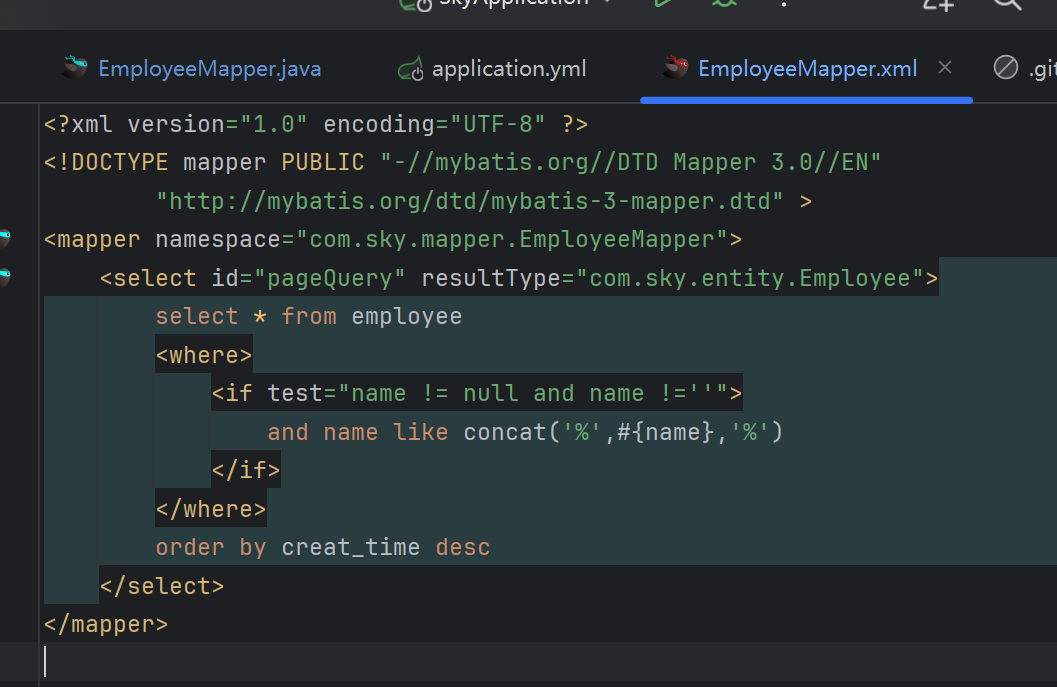 SkyApplication
EmployeeMapper.java application.yml EmployeeMapper.xml .git
<?xml version="1.0" encoding="UTF-8" ?>
<!DOCTYPE mapper PUBLIC "-//mybatis.org//DTD Mapper 3.0//EN"
"http://mybatis.org/dtd/mybatis-3-mapper.dtd" >
<mapper namespace="com.sky.mapper.EmployeeMapper">
<select id="pageQuery" resultType="com.sky.entity.Employee">
select * from employee
<where>
<if test="name != null and name !=''">
and name like concat('%',#{name},'%')
</if>
</where>
order by creat_time desc
</select>
</mapper>